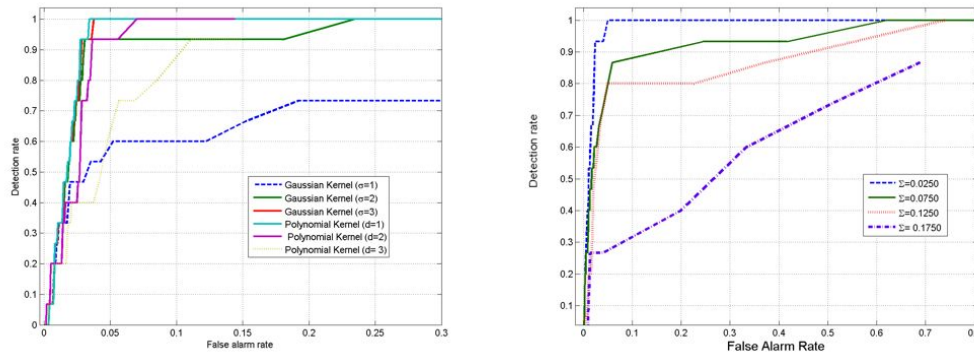 1
0.9
0.8
0.7
0.6
0.5
0.4
0.3
0.2
0.1
0
Detection rate
0 0.05 0.1 0.15 0.2 0.25 0.3
False alarm rate
Gaussian Kernel (σ=1)
Gaussian Kernel (σ=2)
Gaussian Kernel (σ=3)
Polynomial Kernel (d=1)
Polynomial Kernel (d=2)
Polynomial Kernel (d= 3)
1
0.9
0.8
0.7
0.6
0.5
0.4
0.3
0.2
0.1
Detection rate
0 0.1 0.2 0.3 0.4 0.5 0.6 0.7
False Alarm Rate
Σ=0.0250
Σ=0.0750
Σ=0.1250
Σ= 0.1750